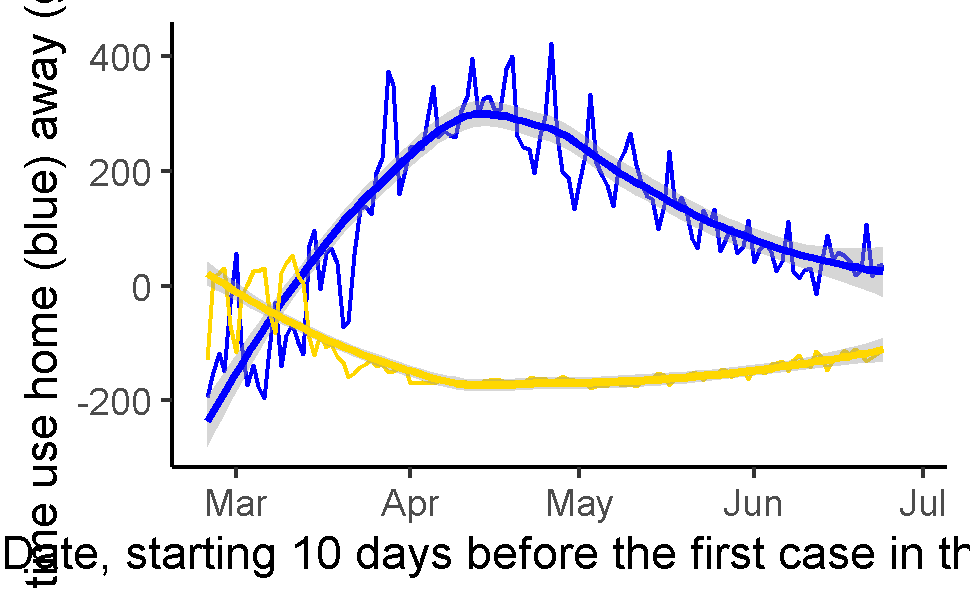 time use home (blue) away (
400
200
0
-200
Mar Apr May Jun Jul
Date, starting 10 days before the first case in th